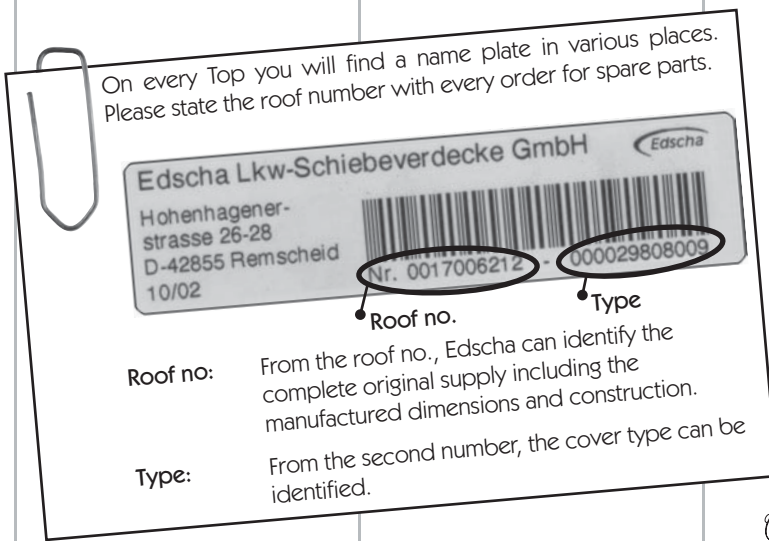 On every Top you will find a name plate in various places.
Please state the roof number with every order for spare parts.
Edscha Lkw-Schiebeverdecke GmbH
Edscha
Hohenhagener-
strasse 26-28
D-42855 Remscheid
10/02
Nr. 0017006212 - 000029808009
Roof no.
Type
Roof no: From the roof no., Edscha can identify the
complete original supply including the
manufactured dimensions and construction.
Type: From the second number, the cover type can be
identified.